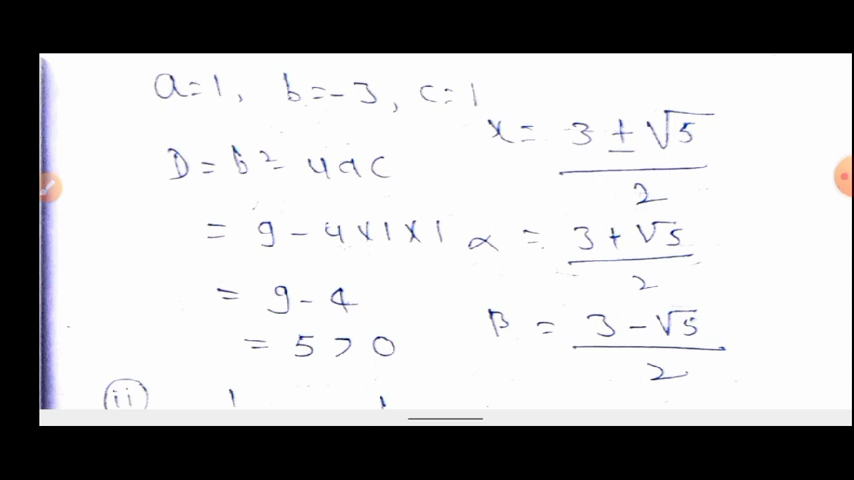 a=1, b=-3, c=1
D = b² - 4ac
= 9 - 4×1×1
= 9 - 4
= 5 > 0
x = 3 ± √5 / 2
α = 3 + √5 / 2
β = 3 - √5 / 2
(ii)